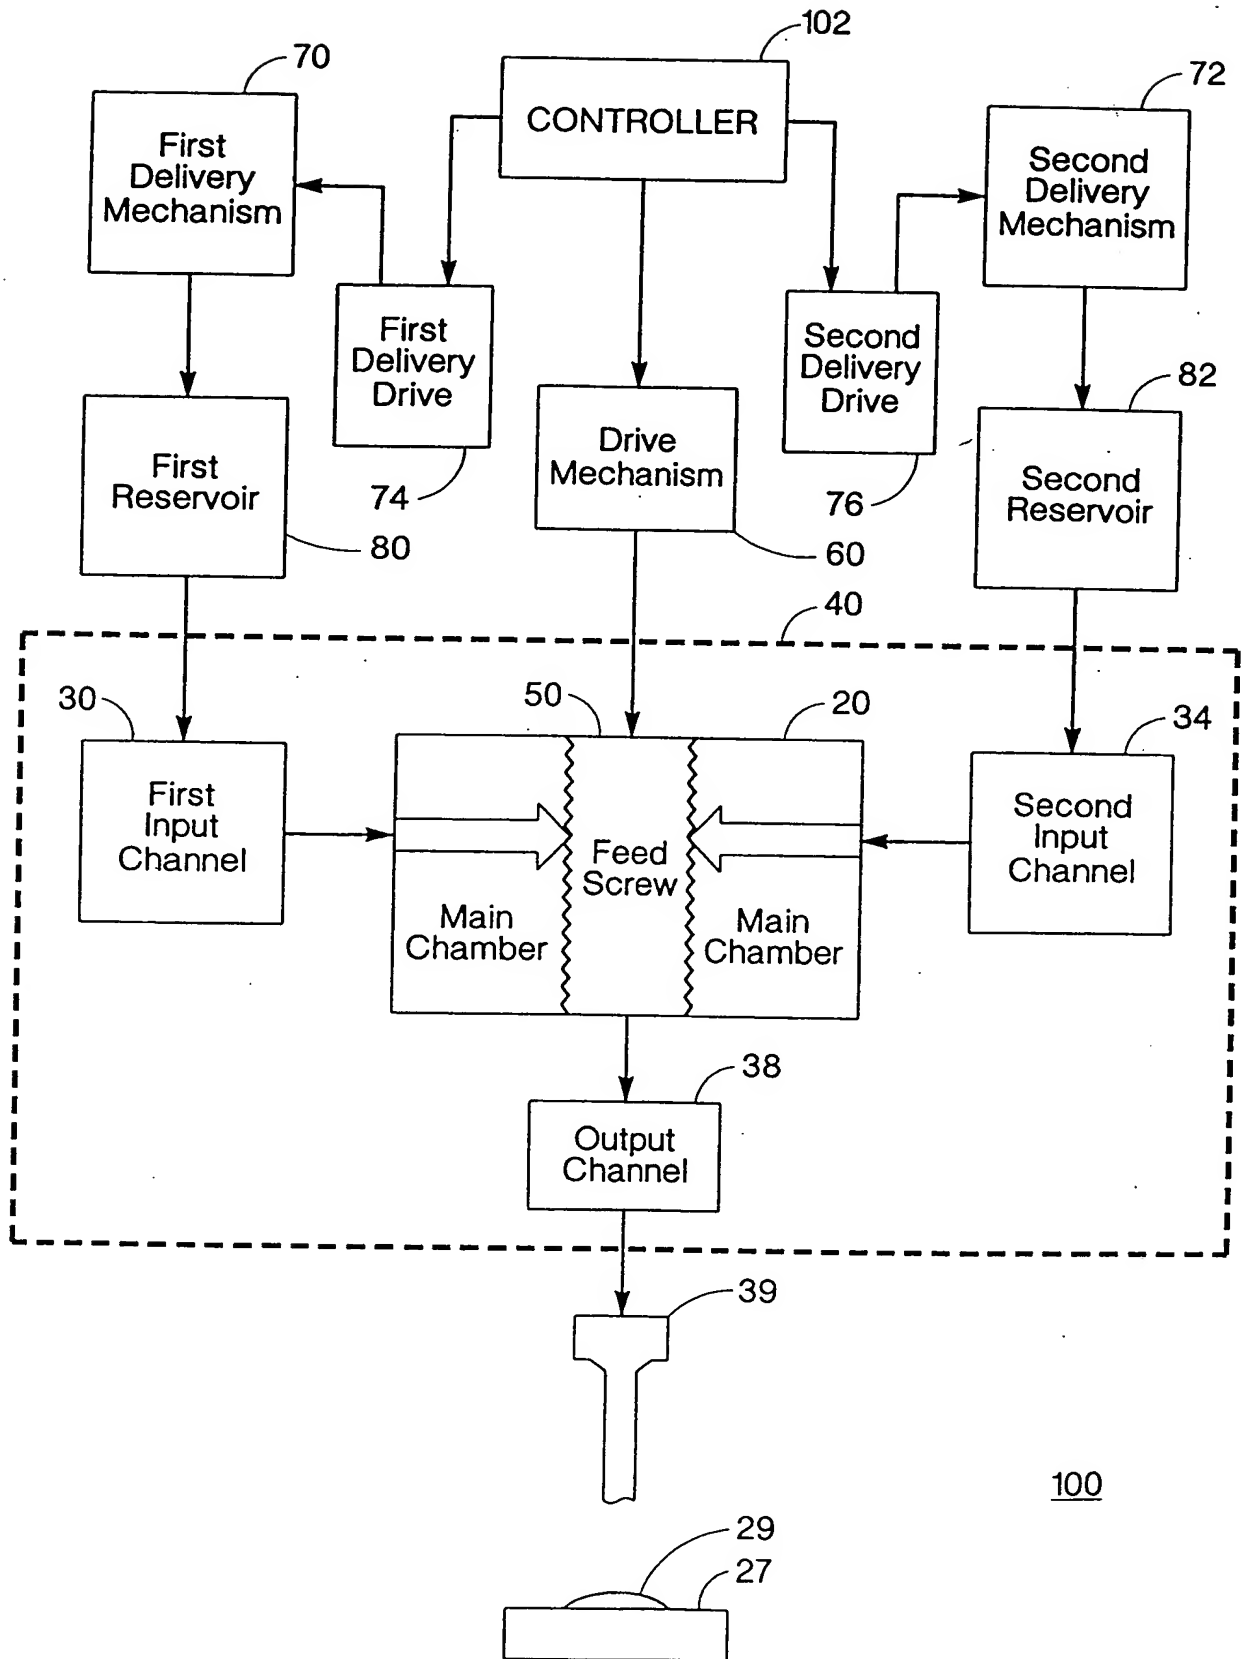 102
70
72
CONTROLLER
First
Delivery
Mechanism
Second
Delivery
Mechanism
First
Delivery
Drive
Second
Delivery
Drive
82
Drive
Mechanism
First
Reservoir
74
76
Second
Reservoir
80
60
40
30
50
20
34
First
Input
Channel
Feed
Screw
Second
Input
Channel
Main
Chamber
Main
Chamber
38
Output
Channel
39
100
29
27